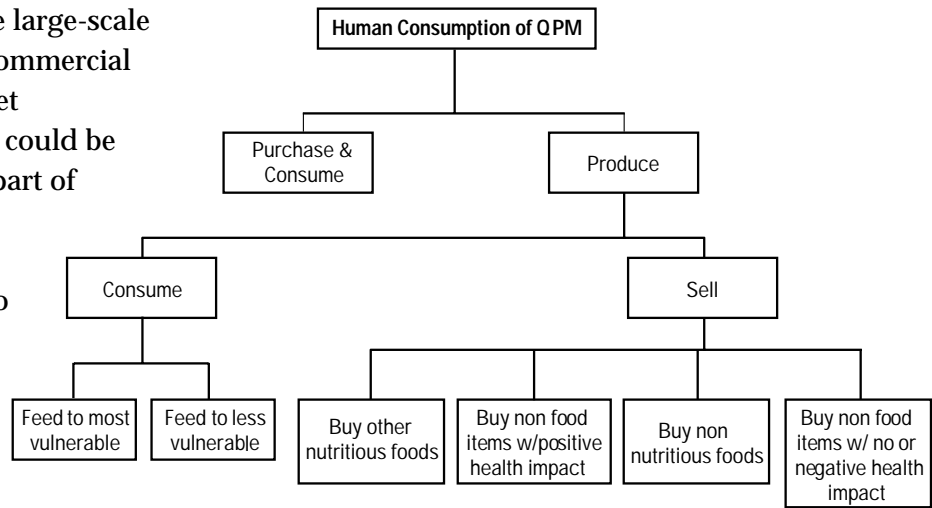 e large-scale
ommercial
et
could be
part of
o
Human Consumption of QPM
Purchase &
Consume
Produce
Consume
Sell
Feed to most
vulnerable
Feed to less
vulnerable
Buy other
nutritious foods
Buy non food
items w/positive
health impact
Buy non
nutritious foods
Buy non food
items w/ no or
negative health
impact